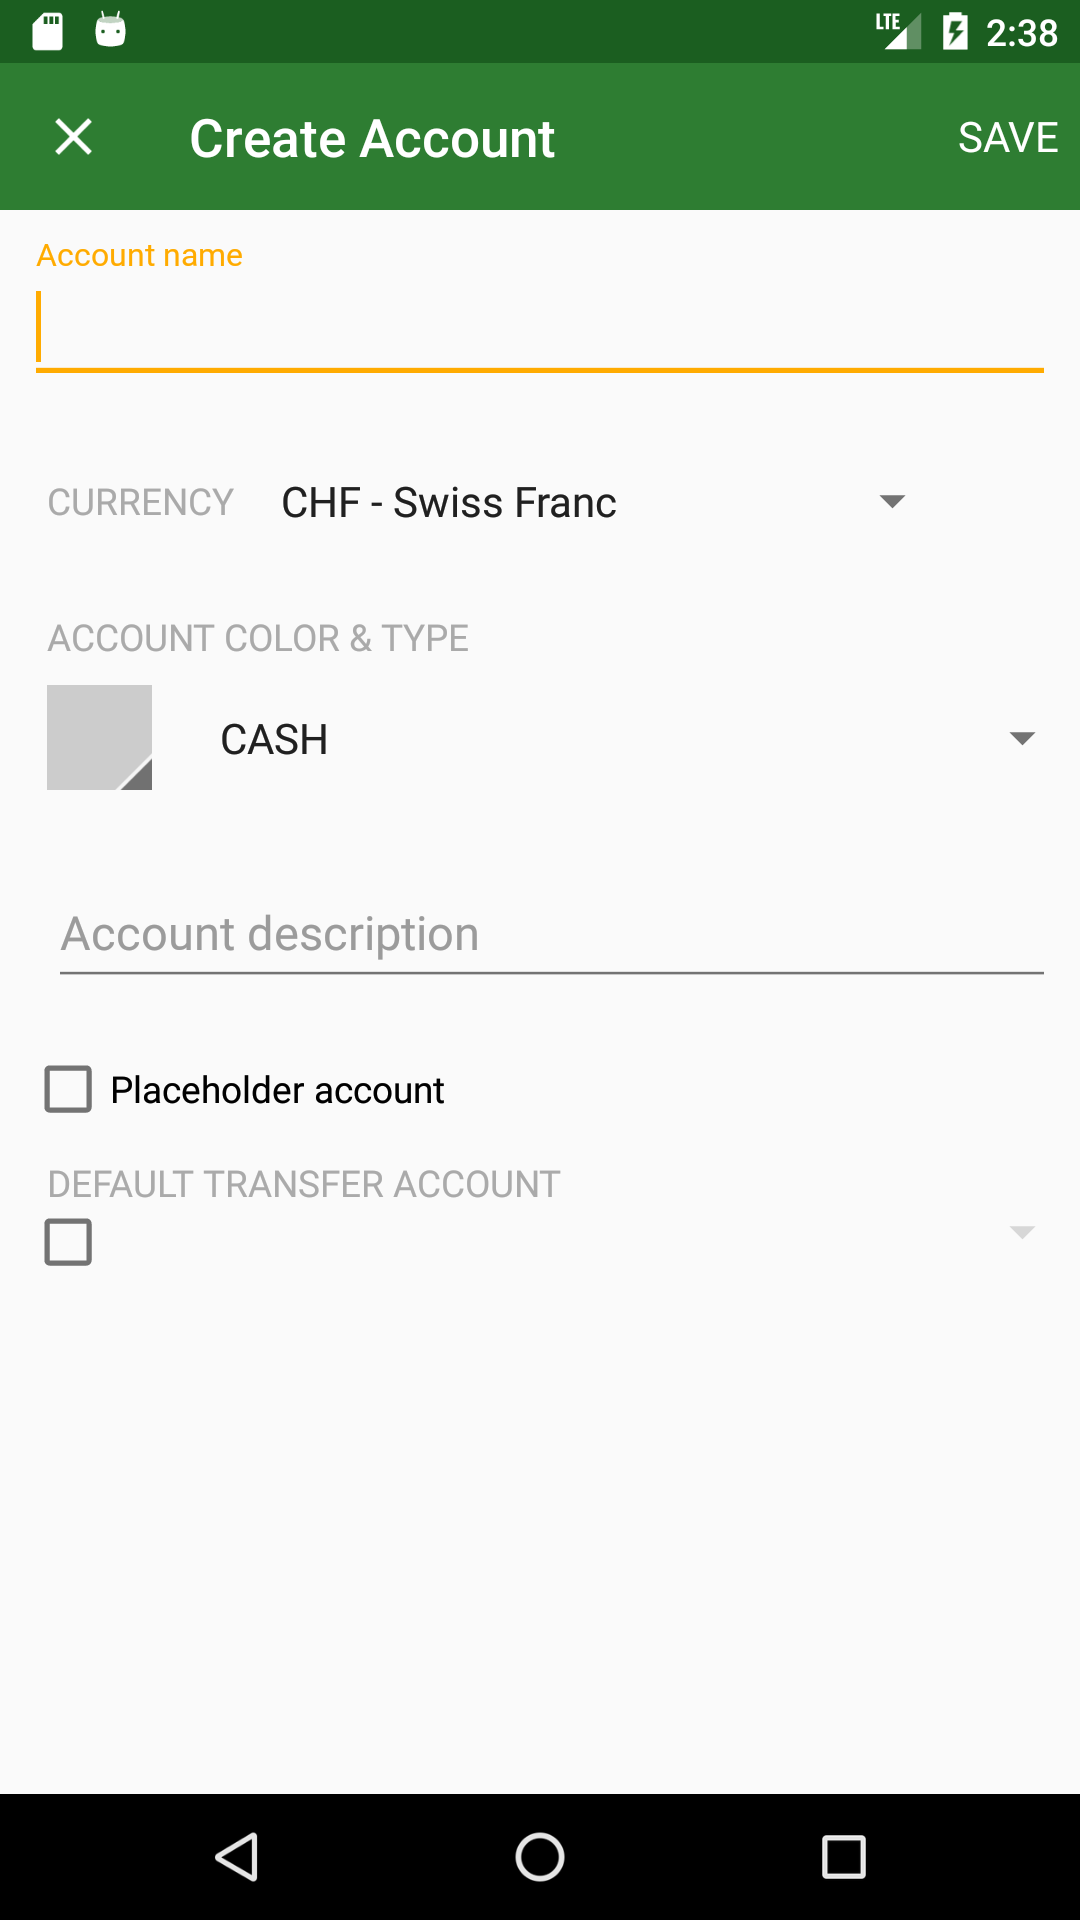 LTE 2:38
Create Account SAVE
Account name
CURRENCY CHF - Swiss Franc
ACCOUNT COLOR & TYPE
CASH
Account description
Placeholder account
DEFAULT TRANSFER ACCOUNT